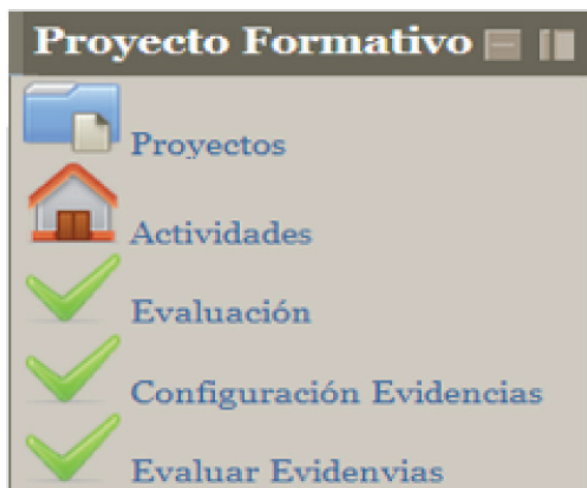 Proyecto Formativo
Proyectos
Actividades
Evaluación
Configuración Evidencias
Evaluar Evidenvias